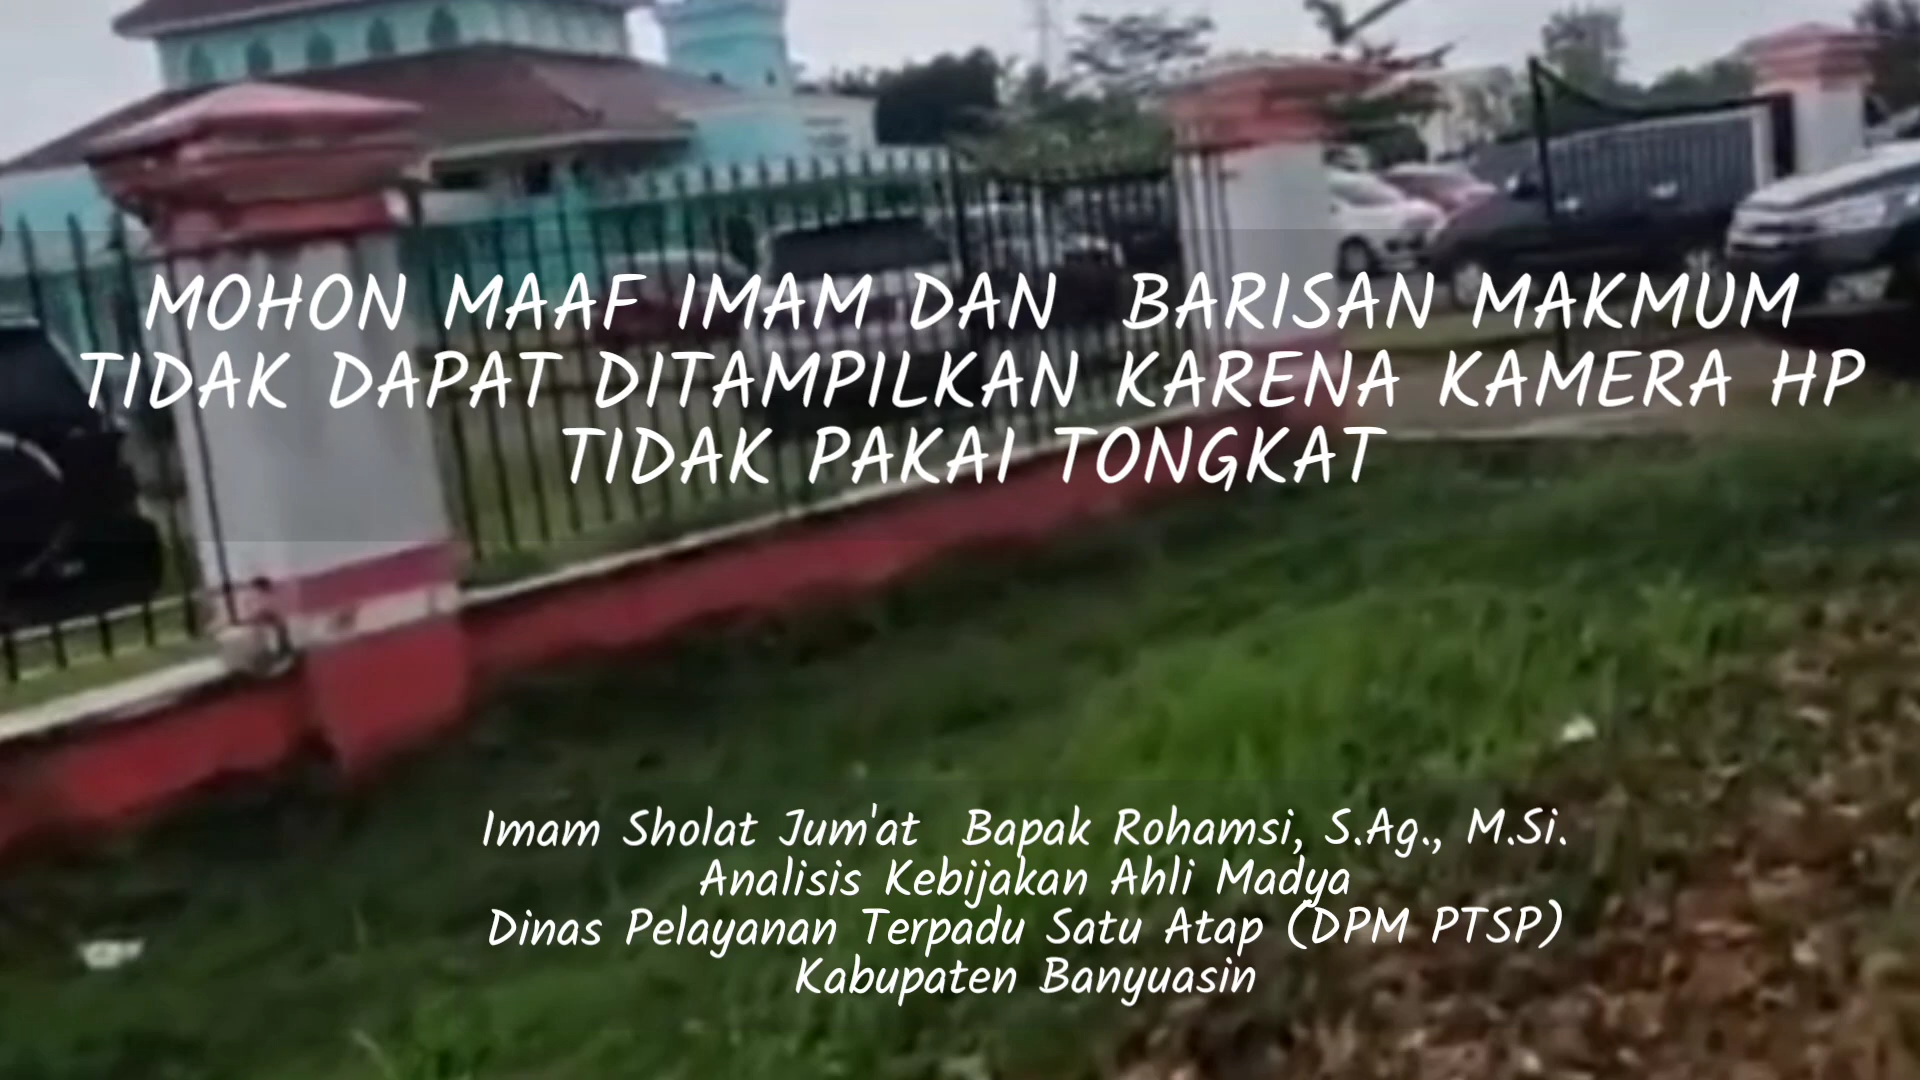 MOHON MAAF IMAM DAN BARISAN MAKMUM
TIDAK DAPAT DITAMPILKAN KARENA KAMERA HP
TIDAK PAKAI TONGKAT
Imam Sholat Jum'at Bapak Rohamsi, S.Ag., M.Si.
Analisis Kebijakan Ahli Madya
Dinas Pelayanan Terpadu Satu Atap (DPM PTSP)
Kabupaten Banyuasin